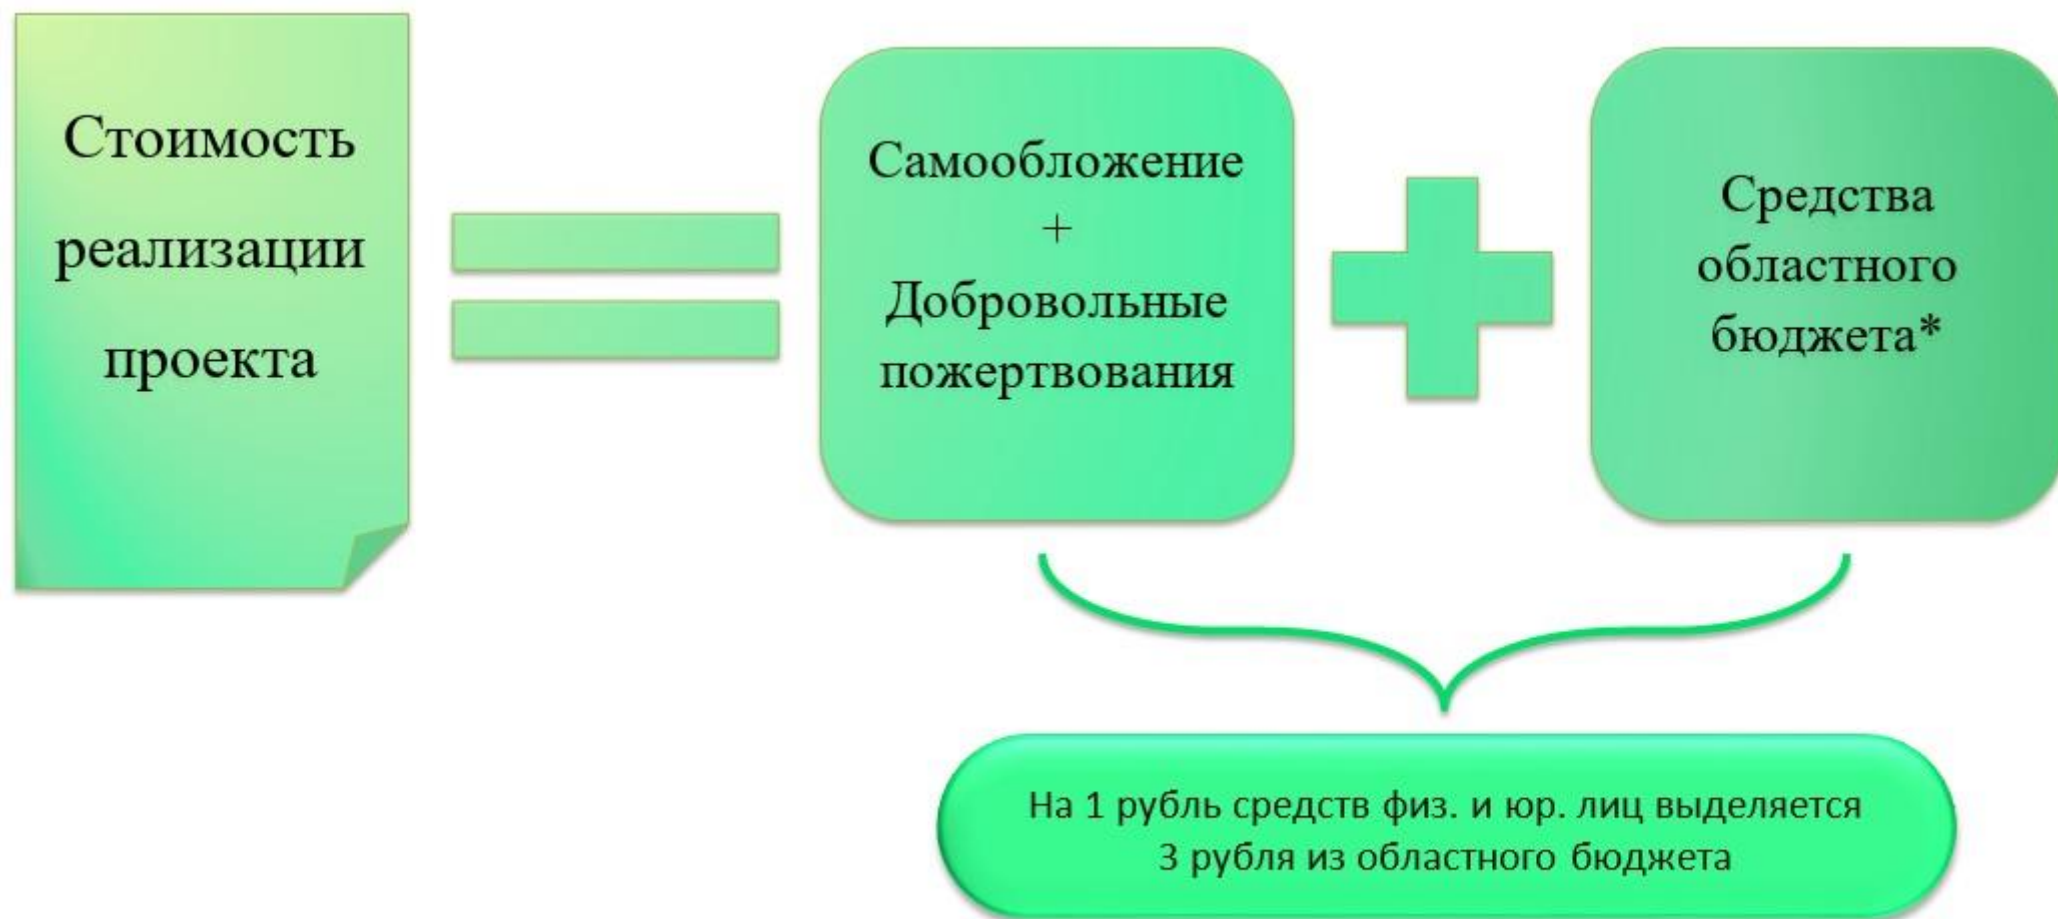 Стоимость
реализации
проекта
Самообложение
+
Добровольные
пожертвования
Средства
областного
бюджета*
На 1 рубль средств физ. и юр. лиц выделяется
3 рубля из областного бюджета